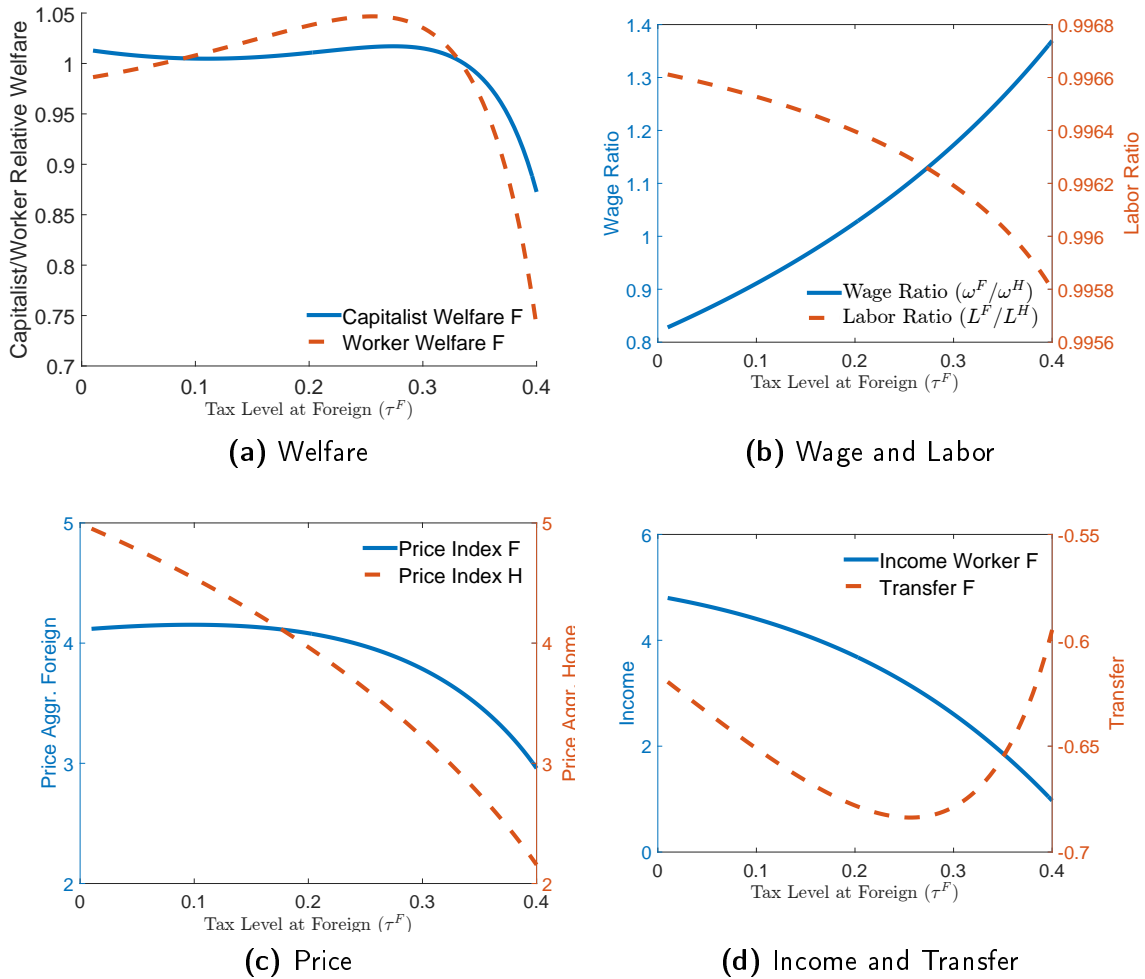 1.05
1
0.95
0.9
0.85
0.8
0.75
0.7
Capitalist/Worker Relative Welfare
Capitalist Welfare F
Worker Welfare F
0 0.1 0.2 0.3 0.4
Tax Level at Foreign (τ^F)
(a) Welfare
1.4
1.3
1.2
1.1
1
0.9
0.8
Wage Ratio
0.9968
0.9966
0.9964
0.9962
0.996
0.9958
0.9956
Labor Ratio
Wage Ratio (ω^F/ω^H)
Labor Ratio (L^F/L^H)
0 0.1 0.2 0.3 0.4
Tax Level at Foreign (τ^F)
(b) Wage and Labor
5
4
3
2
Price Aggr. Foreign
5
4
3
2
Price Aggr. Home
Price Index F
Price Index H
0 0.1 0.2 0.3 0.4
Tax Level at Foreign (τ^F)
(c) Price
6
4
2
0
Income
-0.55
-0.6
-0.65
-0.7
Transfer
Income Worker F
Transfer F
0 0.1 0.2 0.3 0.4
Tax Level at Foreign (τ^F)
(d) Income and Transfer